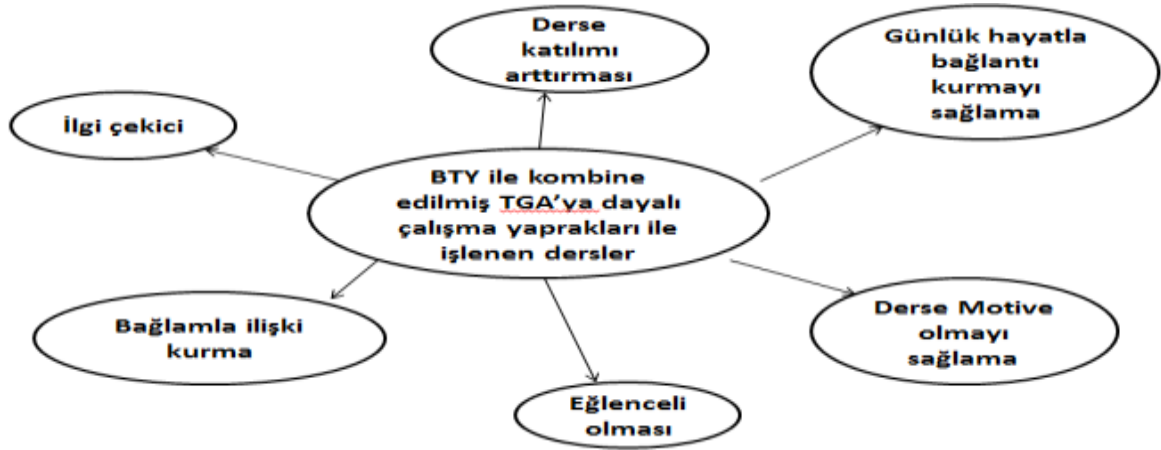 Derse
katılımı
arttırması
Günlük hayatla
bağlantı
kurmayı
sağlama
İlgi çekici
BTY ile kombine
edilmiş TGA’ya dayalı
çalışma yaprakları ile
işlenen dersler
Bağlamla ilişki
kurma
Derse Motive
olmayı
sağlama
Eğlenceli
olması